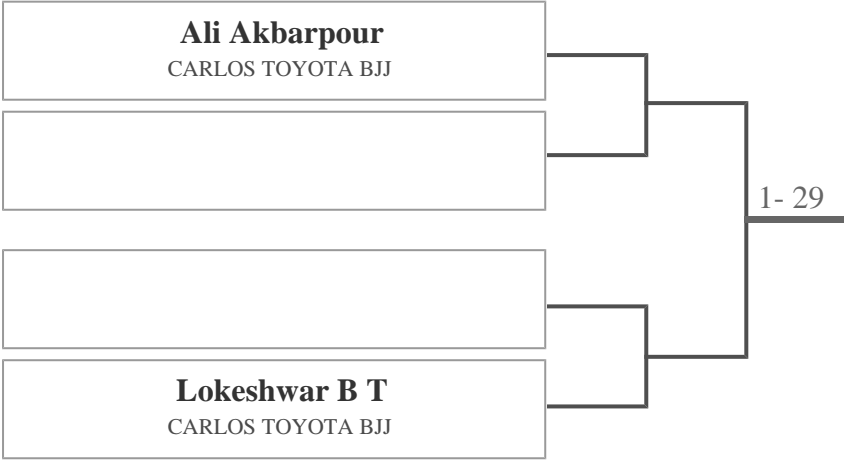 Ali Akbarpour
CARLOS TOYOTA BJJ
1- 29
Lokeshwar B T
CARLOS TOYOTA BJJ